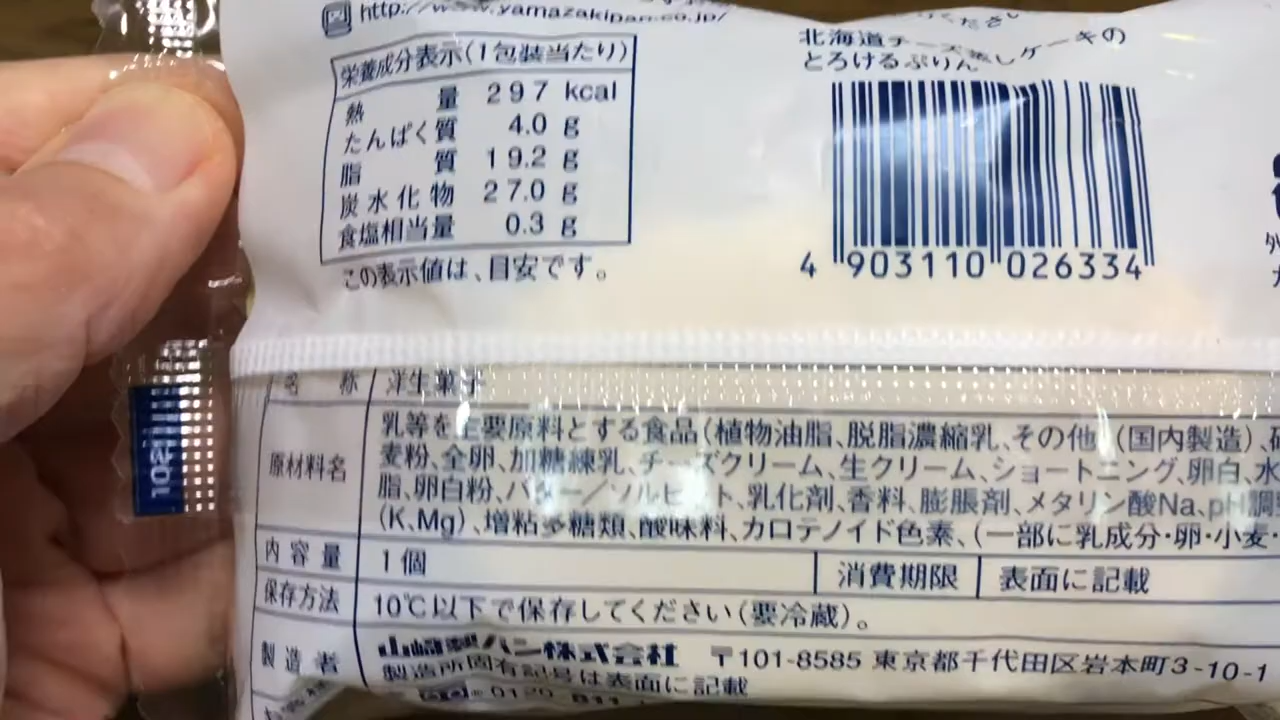 http://www.yamazakipan.co.jp/
栄養成分表示(1包装当たり)
熱量 297 kcal
たんぱく質 4.0 g
脂質 19.2 g
炭水化物 27.0 g
食塩相当量 0.3 g
この表示値は、目安です。
ください
北海道チーズ蒸しケーキの
とろけるぷりん
4 903110 026334
名称 洋生菓子
原材料名 乳等を主要原料とする食品(植物油脂、脱脂濃縮乳、その他)(国内製造)、
麦粉、全卵、加糖練乳、チーズクリーム、生クリーム、ショートニング、卵白、水
脂、卵白粉、バター/ソルビット、乳化剤、香料、膨脹剤、メタリン酸Na、pH調
(K、Mg)、増粘多糖類、酸味料、カロテノイド色素、(一部に乳成分・卵・小麦・
内容量 1個 消費期限 表面に記載
保存方法 10℃以下で保存してください(要冷蔵)。
製造者 山崎製パン株式会社 〒101-8585 東京都千代田区岩本町3-10-1
製造所固有記号は表面に記載
0120-811